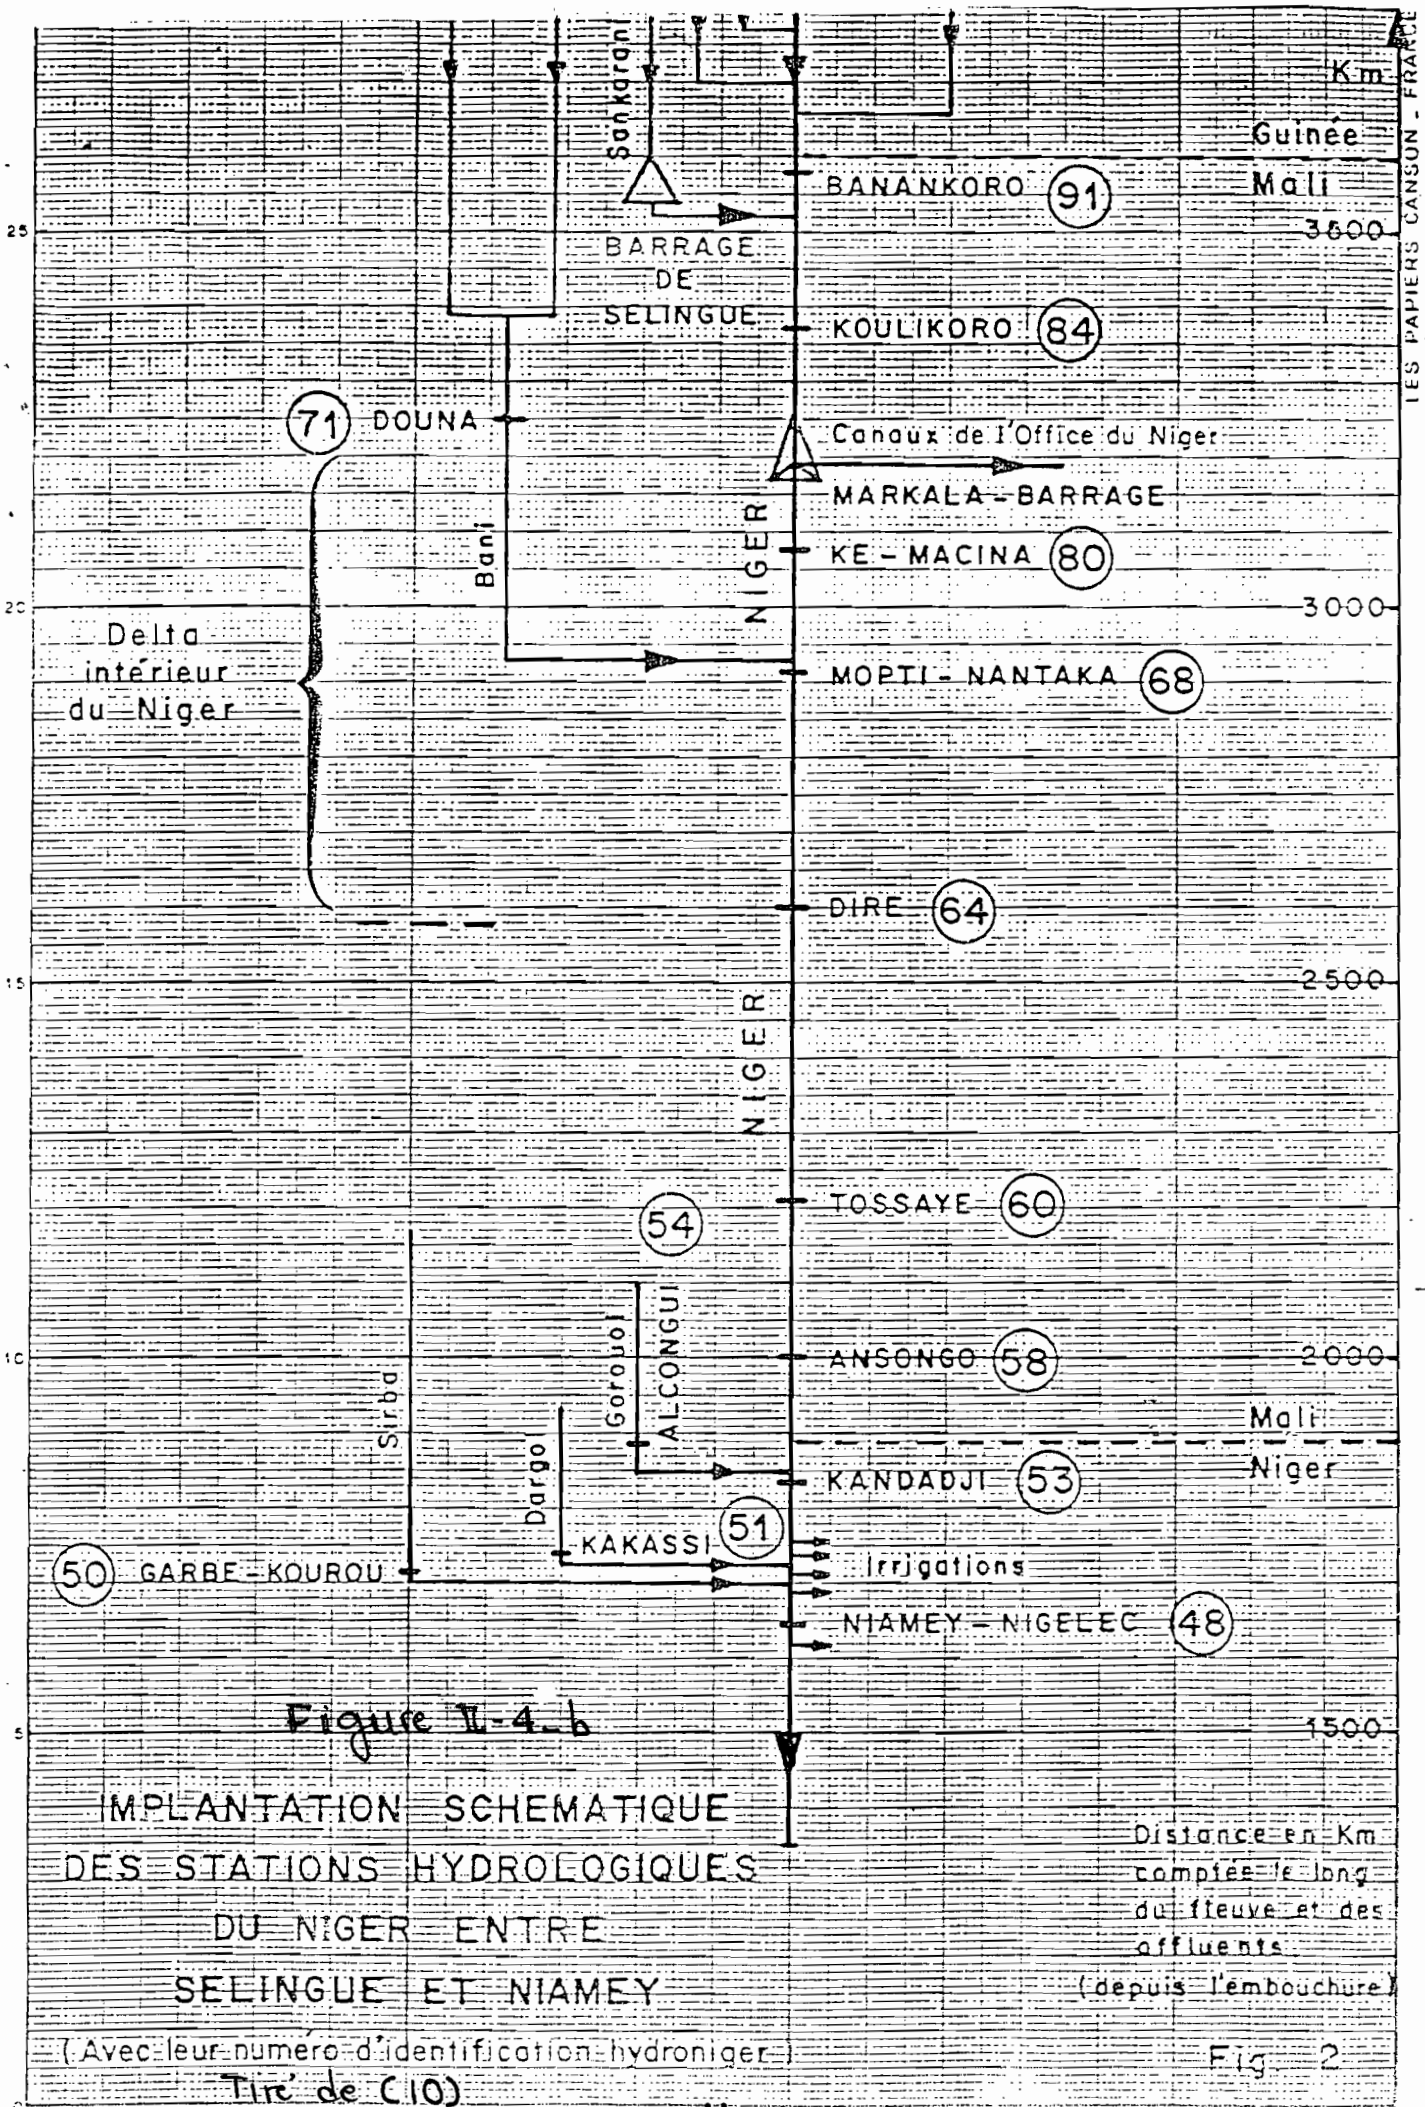 Km
LES PAPIERS CANSON - FRANCE
Sankarani
Guinée
BANANKORO 91
Mali
25
3500
BARRAGE
DE
SELINGUE
KOULIKORO 84
71 DOUNA
Canaux de l'Office du Niger
MARKALA-BARRAGE
NIGER
Bani
KE-MACINA 80
20
3000
Delta
intérieur
du Niger
MOPTI-NANTAKA 68
DIRE 64
15
2500
NIGER
TOSSAYE 60
54
Gorouol
ALCONGUI
10
ANSONGO 58
2000
Sirba
Mali
Niger
Dargol
KANDADJI 53
51
KAKASSI
50 GARBE-KOUROU
Irrigations
NIAMEY-NIGELEC 48
Figure II-4-b
5
1500
IMPLANTATION SCHEMATIQUE
DES STATIONS HYDROLOGIQUES
DU NIGER ENTRE
SELINGUE ET NIAMEY
(Avec leur numéro d'identification hydroniger)
Tiré de (10)
Distance en Km
comptée le long
du fleuve et des
affluents
(depuis l'embouchure)
Fig. 2
0